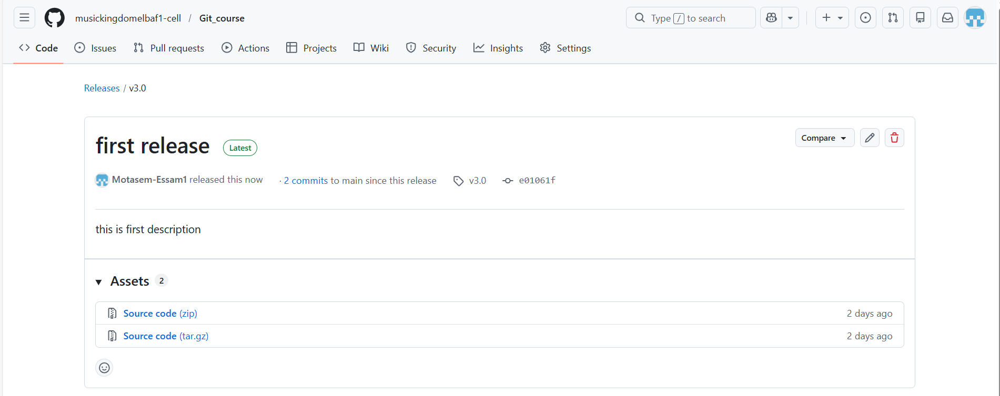 musickingdomelbaf1-cell / Git_course
Type / to search
Code Issues Pull requests Actions Projects Wiki Security Insights Settings
Releases / v3.0
first release Latest
Compare
Motasem-Essam1 released this now · 2 commits to main since this release v3.0 e01061f
this is first description
Assets 2
Source code (zip) 2 days ago
Source code (tar.gz) 2 days ago